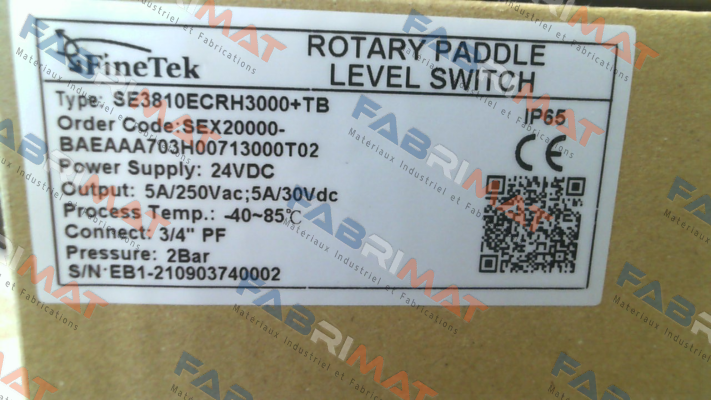 FineTek
ROTARY PADDLE
LEVEL SWITCH
Type: SE3810ECRH3000+TB
Order Code:SEX20000-
BAEAAA703H00713000T02
Power Supply: 24VDC
Output: 5A/250Vac;5A/30Vdc
Process Temp.: -40~85℃
Connect: 3/4" PF
Pressure: 2Bar
S/N:EB1-210903740002
IP65
CE
FABRIMAT
Materiaux Industriel et Fabrications